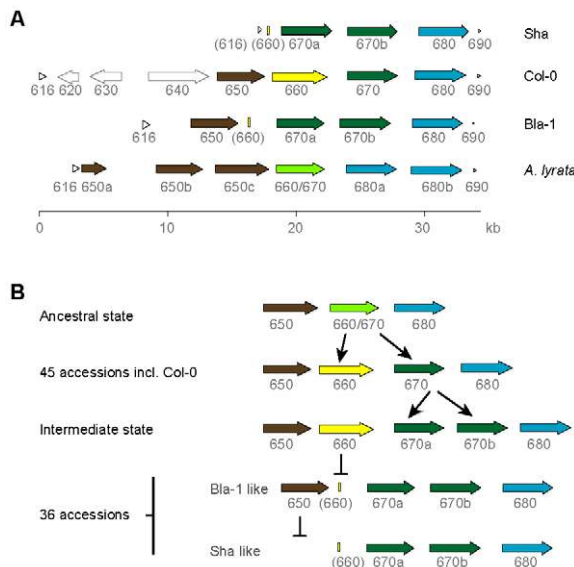 A
(616) (660) 670a 670b 680 690 Sha
616 620 630 640 650 660 670 680 690 Col-0
616 650 (660) 670a 670b 680 690 Bla-1
616 650a 650b 650c 660/670 680a 680b 690 A. lyrata
0 10 20 30 kb
B
Ancestral state 650 660/670 680
45 accessions incl. Col-0 650 660 670 680
Intermediate state 650 660 670a 670b 680
36 accessions
Bla-1 like 650 (660) 670a 670b 680
Sha like (660) 670a 670b 680